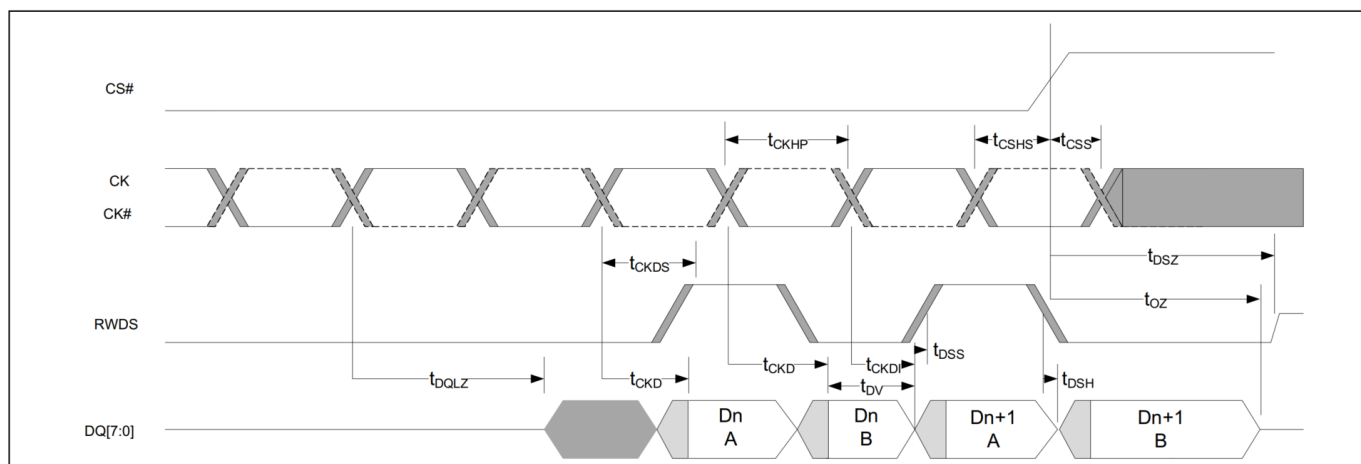 CS#
tCKHP
tCSHS
tCSS
CK
CK#
tCKDS
tDSZ
tOZ
RWDS
tDSS
tDQLZ
tCKD
tCKD
tCKDI
tDV
tDSH
DQ[7:0]
Dn
A
Dn
B
Dn+1
A
Dn+1
B